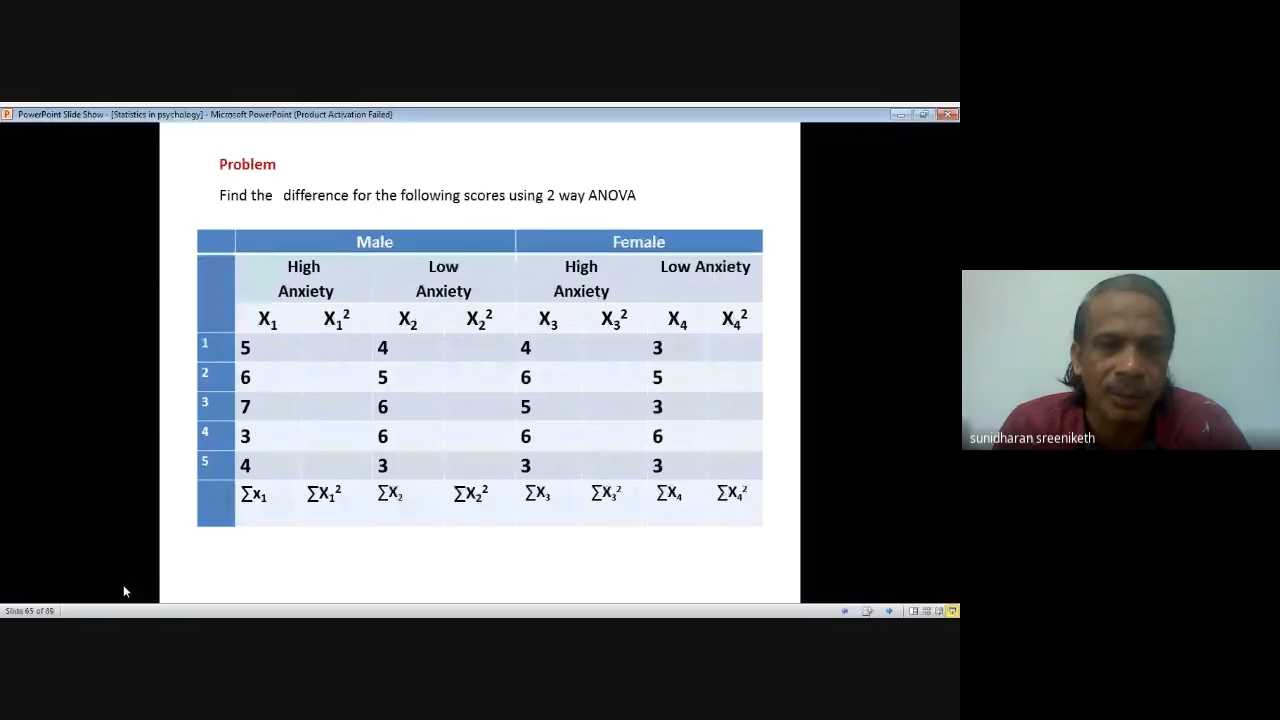 PowerPoint Slide Show - [Statistics in psychology] - Microsoft PowerPoint (Product Activation Failed)
Problem
Find the difference for the following scores using 2 way ANOVA
Male Female
High Anxiety Low Anxiety High Anxiety Low Anxiety
X₁ X₁² X₂ X₂² X₃ X₃² X₄ X₄²
1 5 4 4 3
2 6 5 6 5
3 7 6 5 3
4 3 6 6 6
5 4 3 3 3
∑x₁ ∑X₁² ∑X₂ ∑X₂² ∑X₃ ∑X₃² ∑X₄ ∑X₄²
sunidharan sreeniketh
Slide 65 of 89